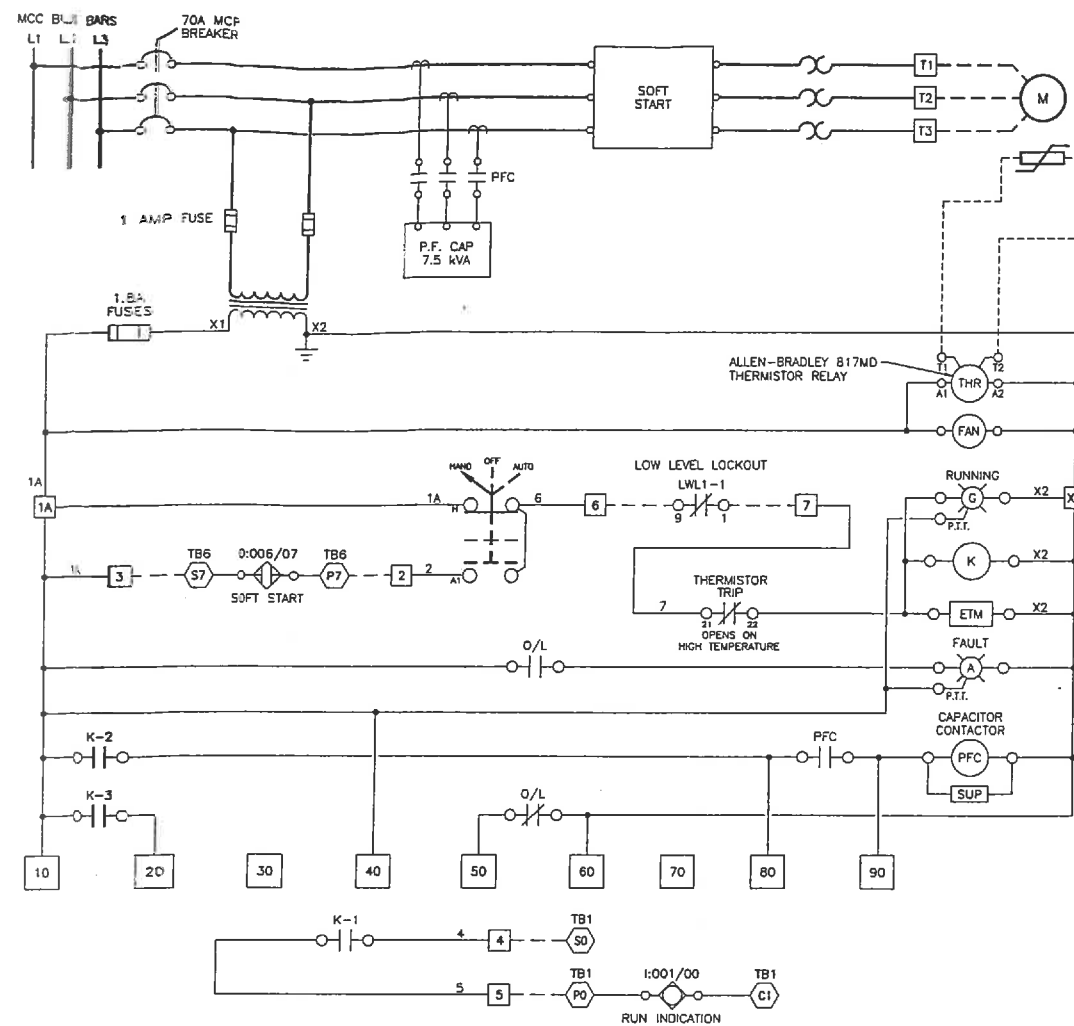 MCC BUS BARS
L1 L2 L3
70A MCP
BREAKER
SOFT
START
T1
T2
T3
M
PFC
1 AMP FUSE
P.F. CAP
7.5 kVA
1.8A
FUSES
X1
X2
ALLEN-BRADLEY 817MD
THERMISTOR RELAY
T1
T2
THR
A1
A2
FAN
HAND
OFF
AUTO
LOW LEVEL LOCKOUT
RUNNING
1A
1A
1A
H
6
6
LWL1-1
9
1
7
G
X2
X
P.T.T.
TB6
O:006/07
TB6
1A
3
S7
P7
2
2
A1
SOFT START
THERMISTOR
TRIP
K
X2
7
21
22
OPENS ON
HIGH TEMPERATURE
ETM
X2
O/L
FAULT
A
P.T.T.
CAPACITOR
CONTACTOR
K-2
PFC
PFC
SUP
K-3
O/L
10
20
30
40
50
60
70
80
90
K-1
4
4
TB1
S0
5
5
TB1
P0
I:001/00
TB1
C1
RUN INDICATION